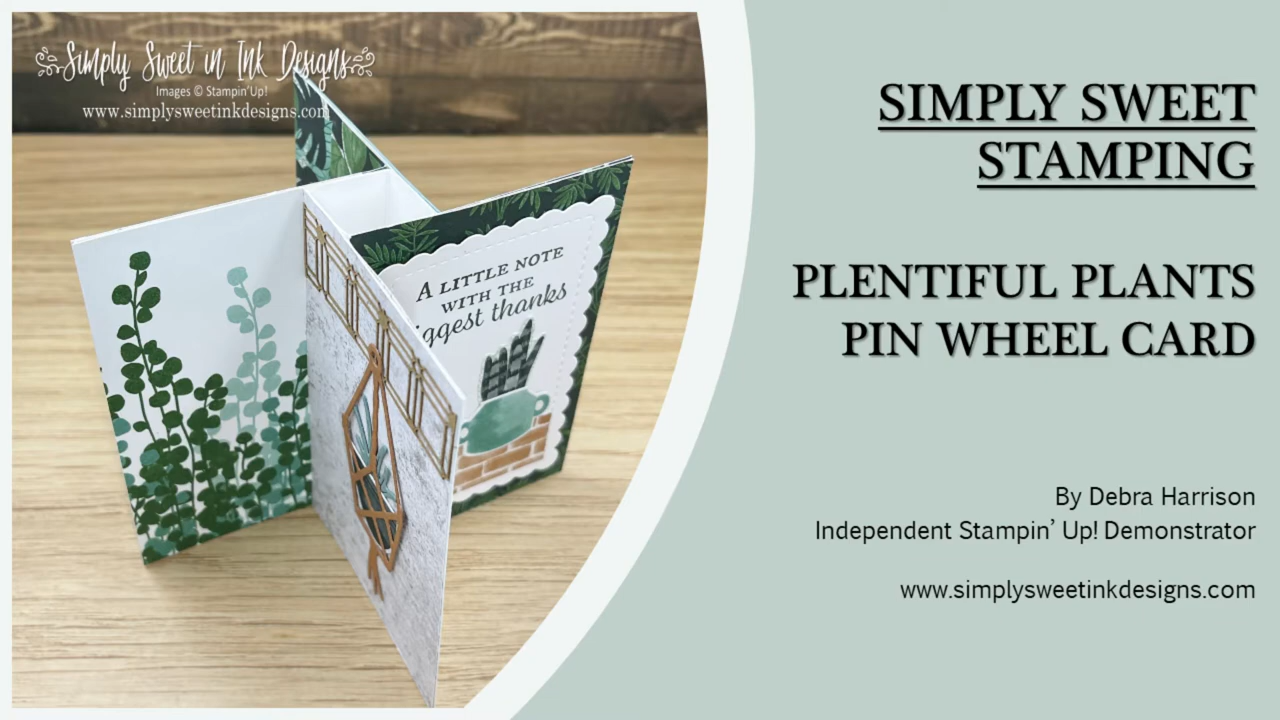 Simply Sweet in Ink Designs
Images © Stampin'Up!
www.simplysweetinkdesigns.com
A LITTLE NOTE
WITH THE
thanks
SIMPLY SWEET
STAMPING
PLENTIFUL PLANTS
PIN WHEEL CARD
By Debra Harrison
Independent Stampin’ Up! Demonstrator
www.simplysweetinkdesigns.com